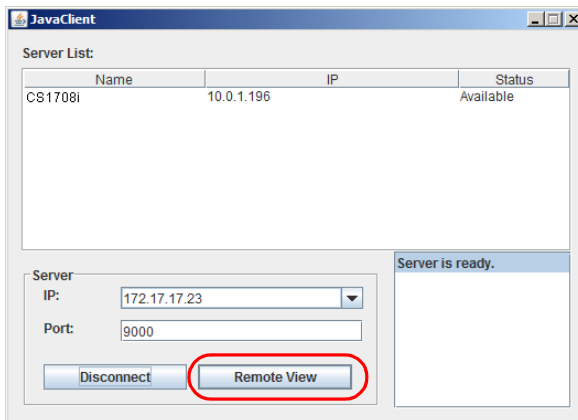 JavaClient
Server List:
Name IP Status
CS1708i 10.0.1.196 Available
Server is ready.
Server
IP: 172.17.17.23
Port: 9000
Disconnect Remote View